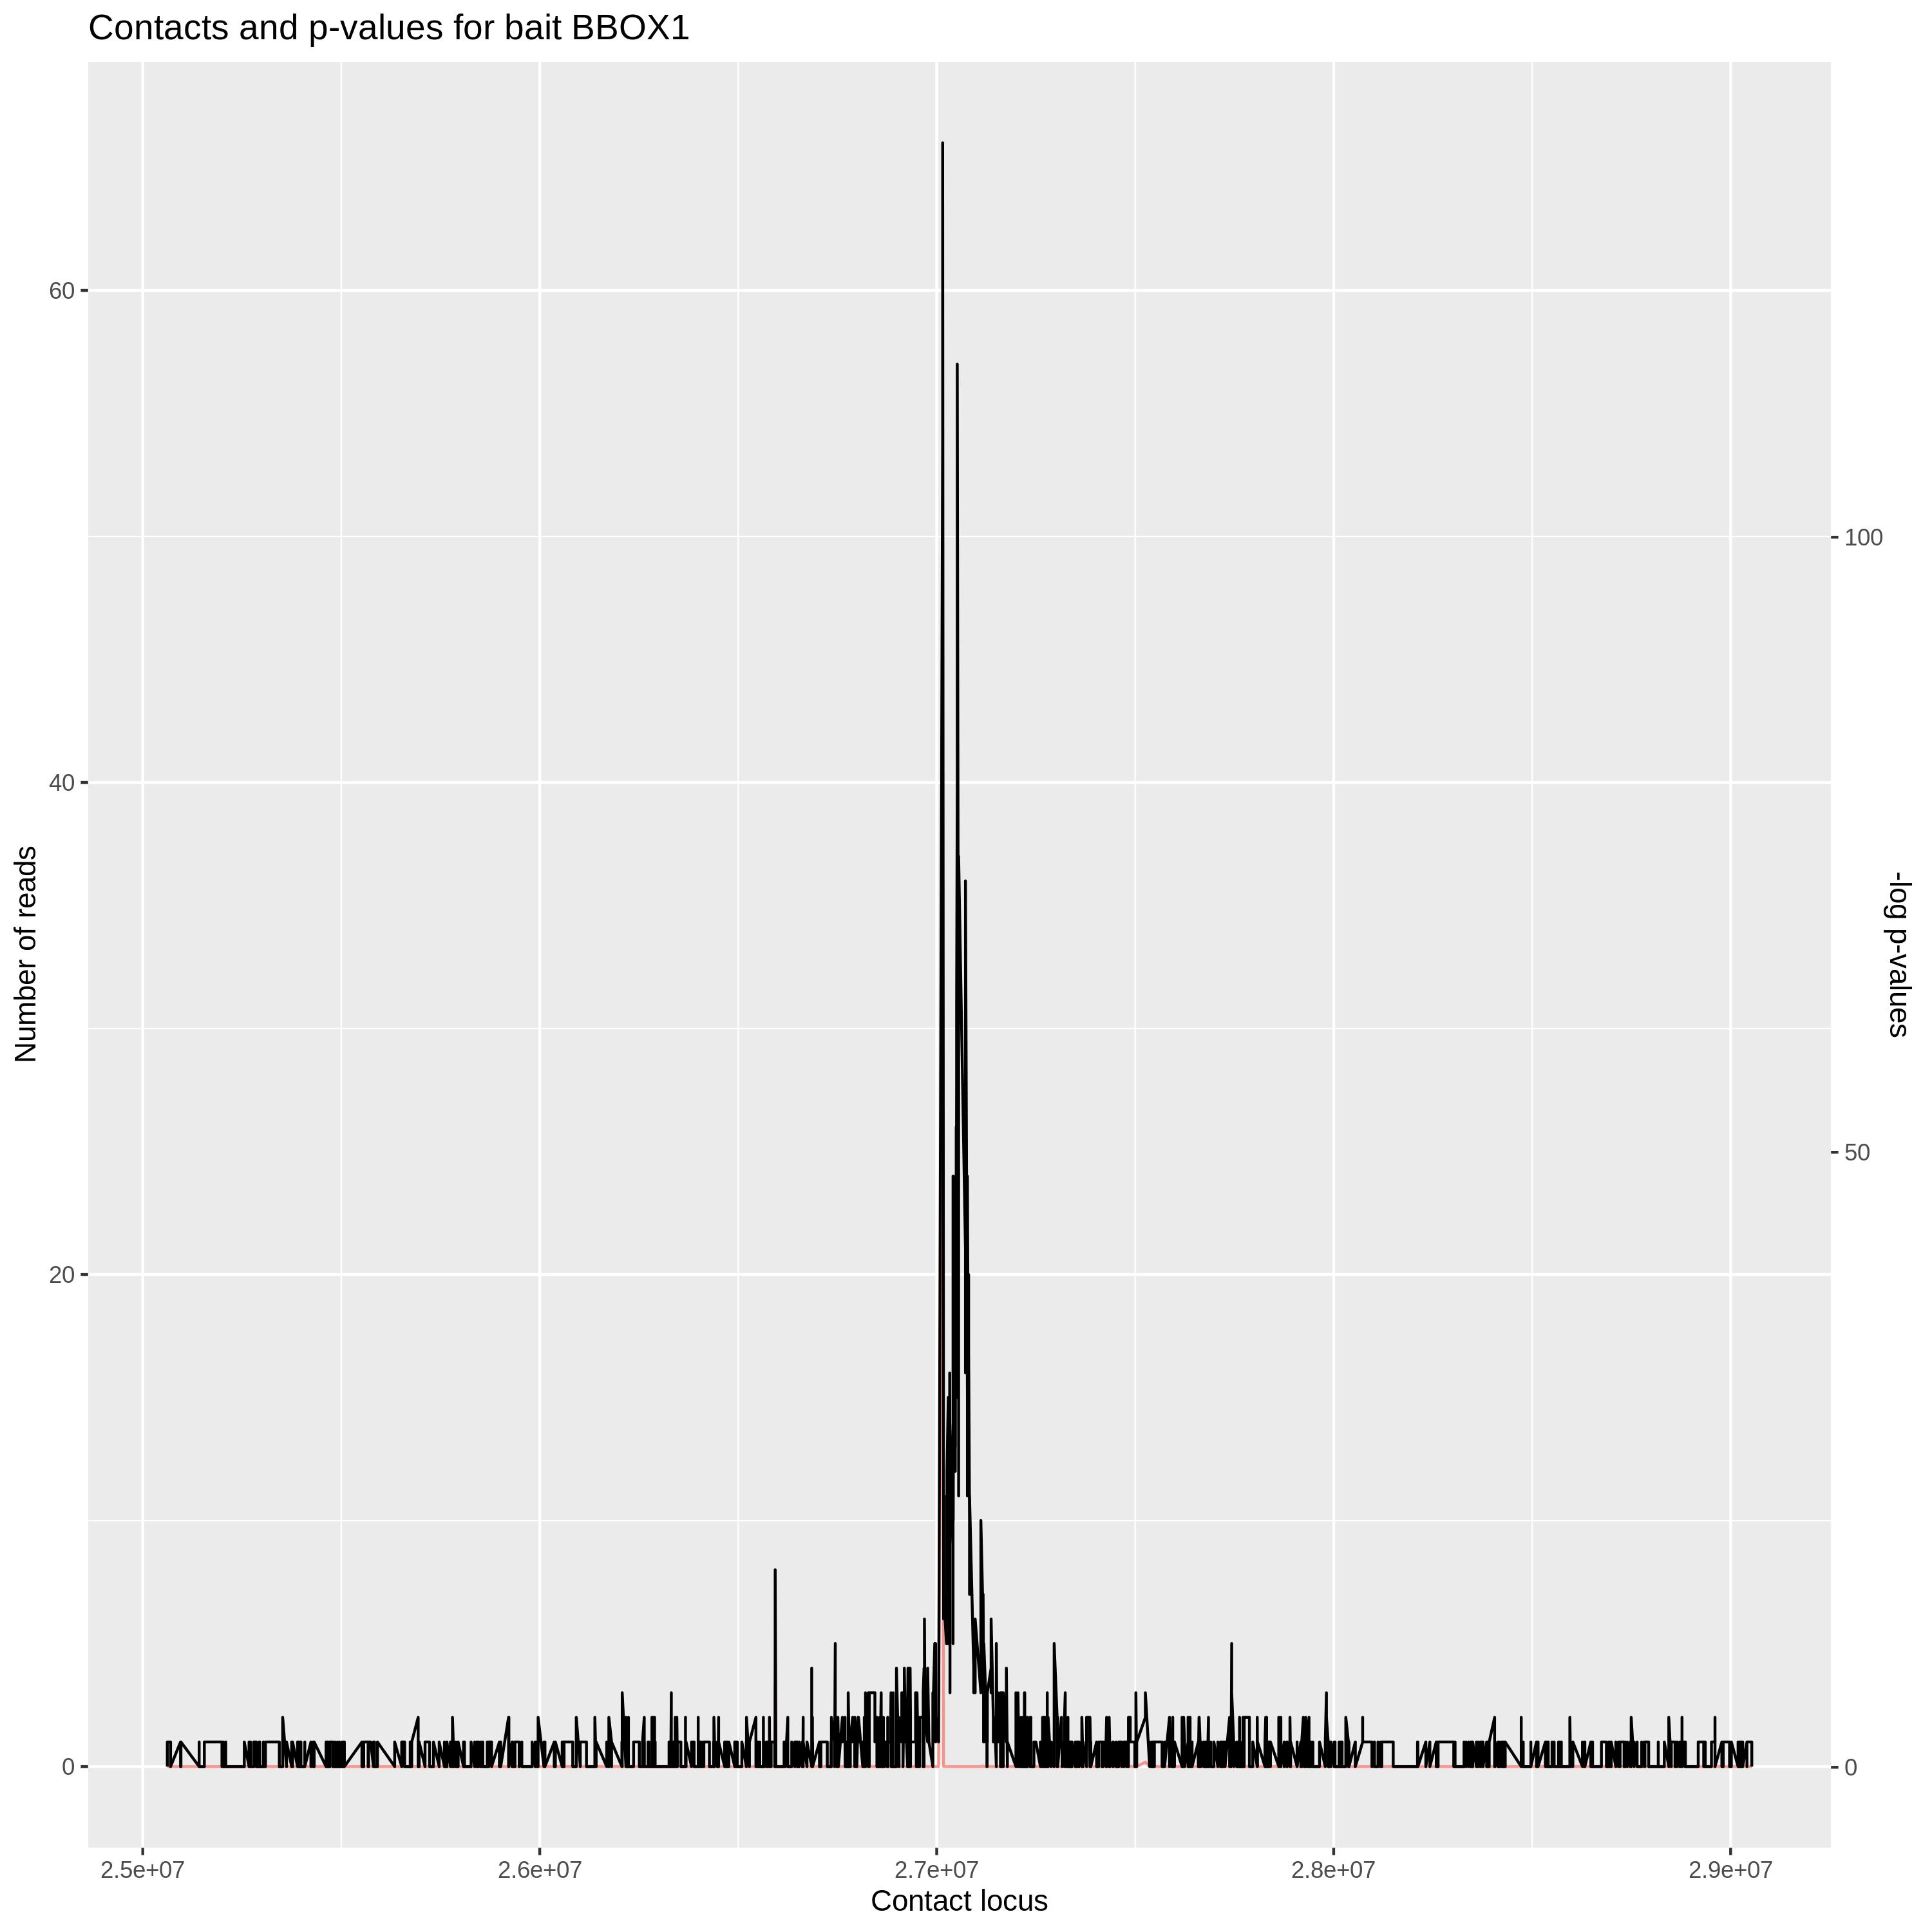 Contacts and p-values for bait BBOX1
60
40
20
0
Number of reads
100
50
0
-log p-values
2.5e+07
2.6e+07
2.7e+07
2.8e+07
2.9e+07
Contact locus